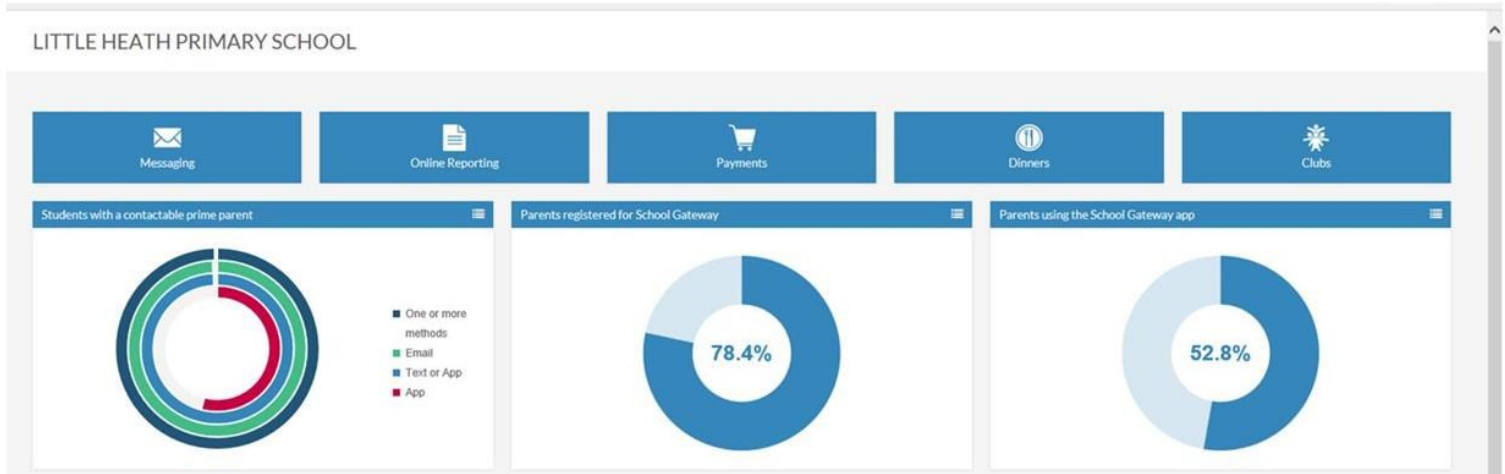 LITTLE HEATH PRIMARY SCHOOL
Messaging
Online Reporting
Payments
Dinners
Clubs
Students with a contactable prime parent
Parents registered for School Gateway
Parents using the School Gateway app
One or more
methods
Email
Text or App
App
78.4%
52.8%